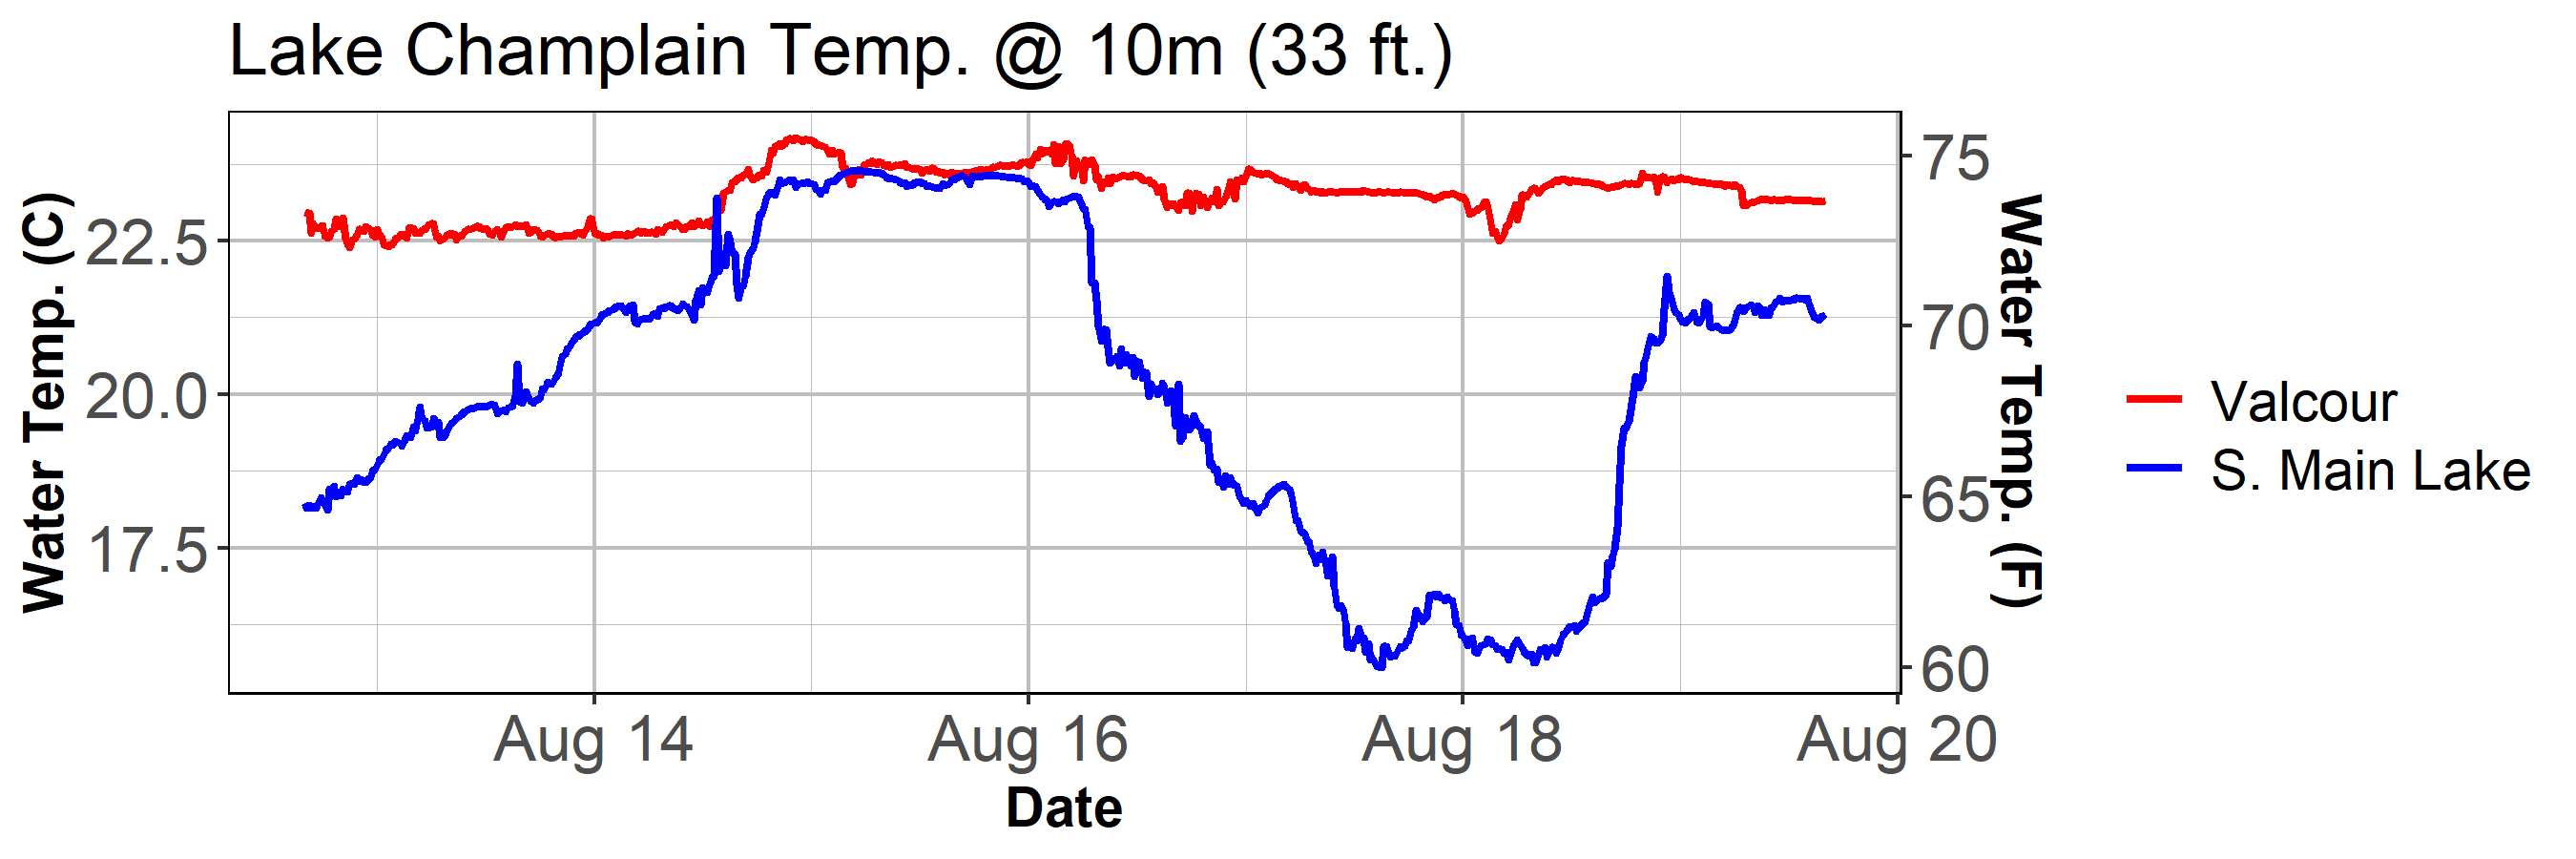 Lake Champlain Temp. @ 10m (33 ft.)
Water Temp. (C)
22.5
20.0
17.5
75
70
65
60
Water Temp. (F)
Aug 14
Aug 16
Aug 18
Aug 20
Date
Valcour
S. Main Lake